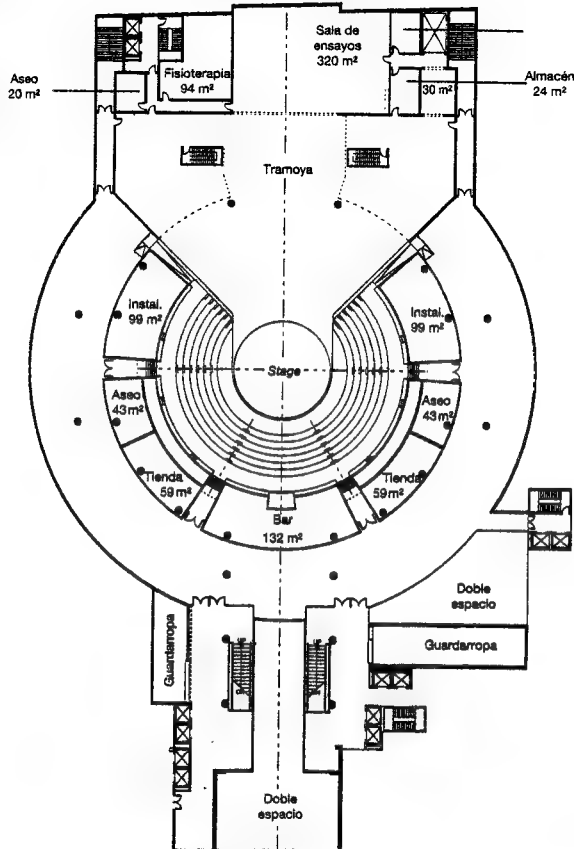 Sala de
ensayos
320 m²
Aseo
20 m²
Fisioterapia
94 m²
30 m²
Almacén
24 m²
Tramoya
Instal.
99 m²
Instal.
99 m²
Stage
Aseo
43 m²
Aseo
43 m²
Tienda
59 m²
Tienda
59 m²
Bar
132 m²
Doble
espacio
Guardarropa
Guardarropa
Doble
espacio